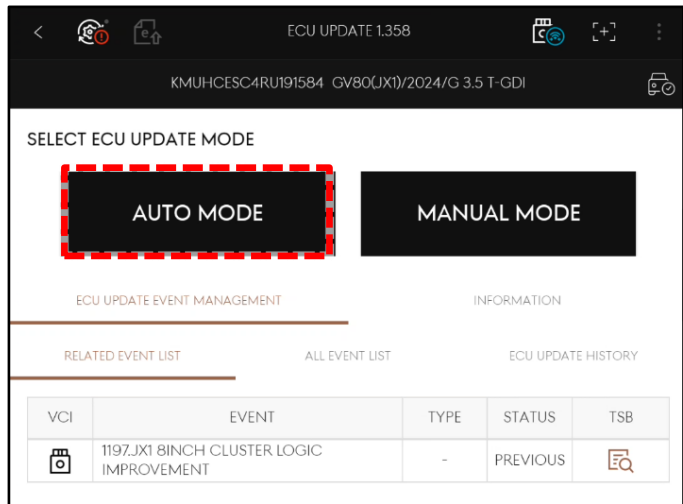 ECU UPDATE 1.358
KMUHCESC4RU191584 GV80(JX1)/2024/G 3.5 T-GDI
SELECT ECU UPDATE MODE
AUTO MODE MANUAL MODE
ECU UPDATE EVENT MANAGEMENT INFORMATION
RELATED EVENT LIST ALL EVENT LIST ECU UPDATE HISTORY
VCI EVENT TYPE STATUS TSB
1197.JX1 8INCH CLUSTER LOGIC
IMPROVEMENT - PREVIOUS